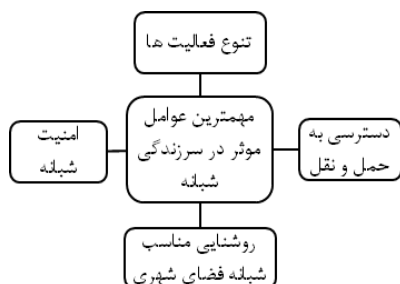 تنوع فعالیت ها
مهمترین عوامل
موثر در سرزندگی
شبانه
دسترسی به
حمل و نقل
امنیت
شبانه
روشنایی مناسب
شبانه فضای شهری